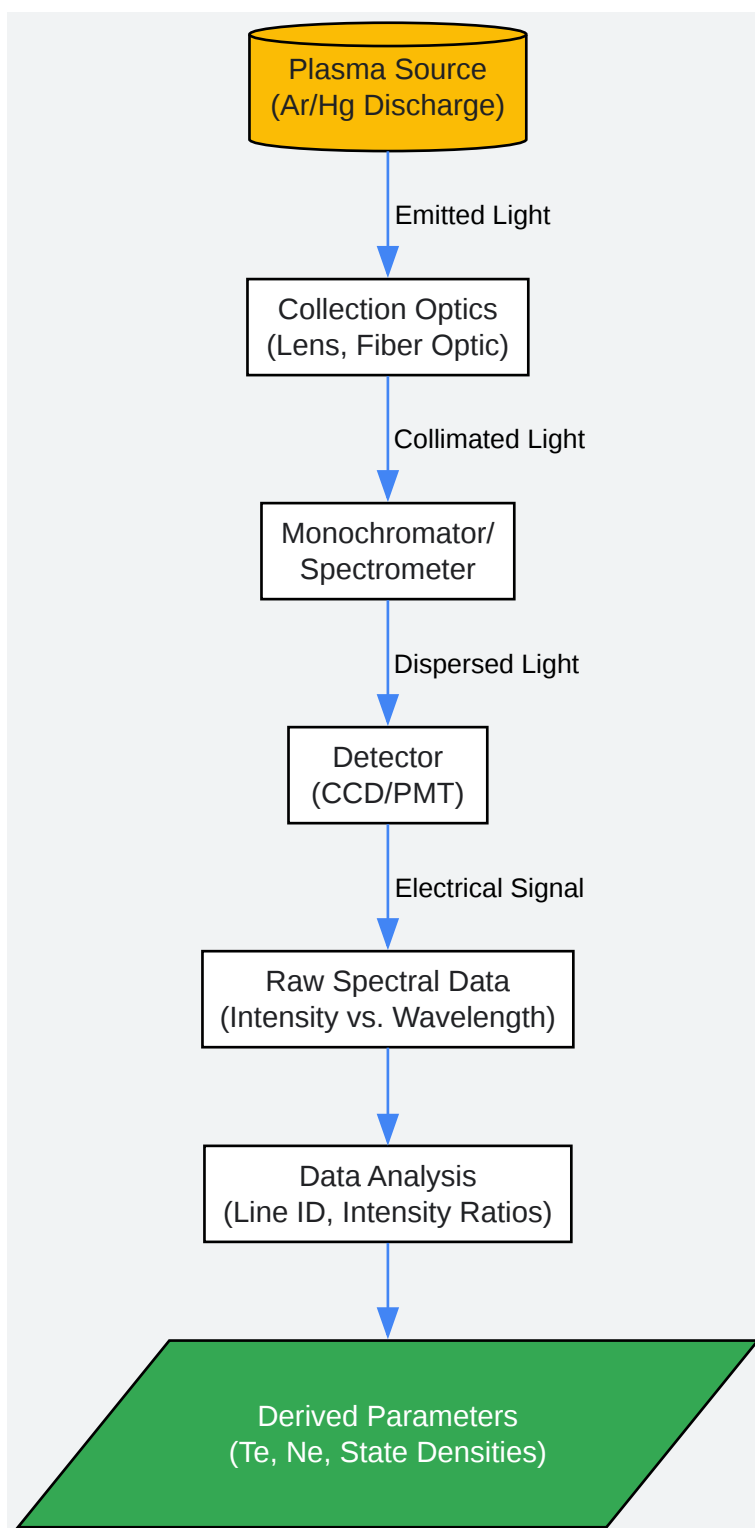 Plasma Source
(Ar/Hg Discharge)
Emitted Light
Collection Optics
(Lens, Fiber Optic)
Collimated Light
Monochromator/
Spectrometer
Dispersed Light
Detector
(CCD/PMT)
Electrical Signal
Raw Spectral Data
(Intensity vs. Wavelength)
Data Analysis
(Line ID, Intensity Ratios)
Derived Parameters
(Te, Ne, State Densities)